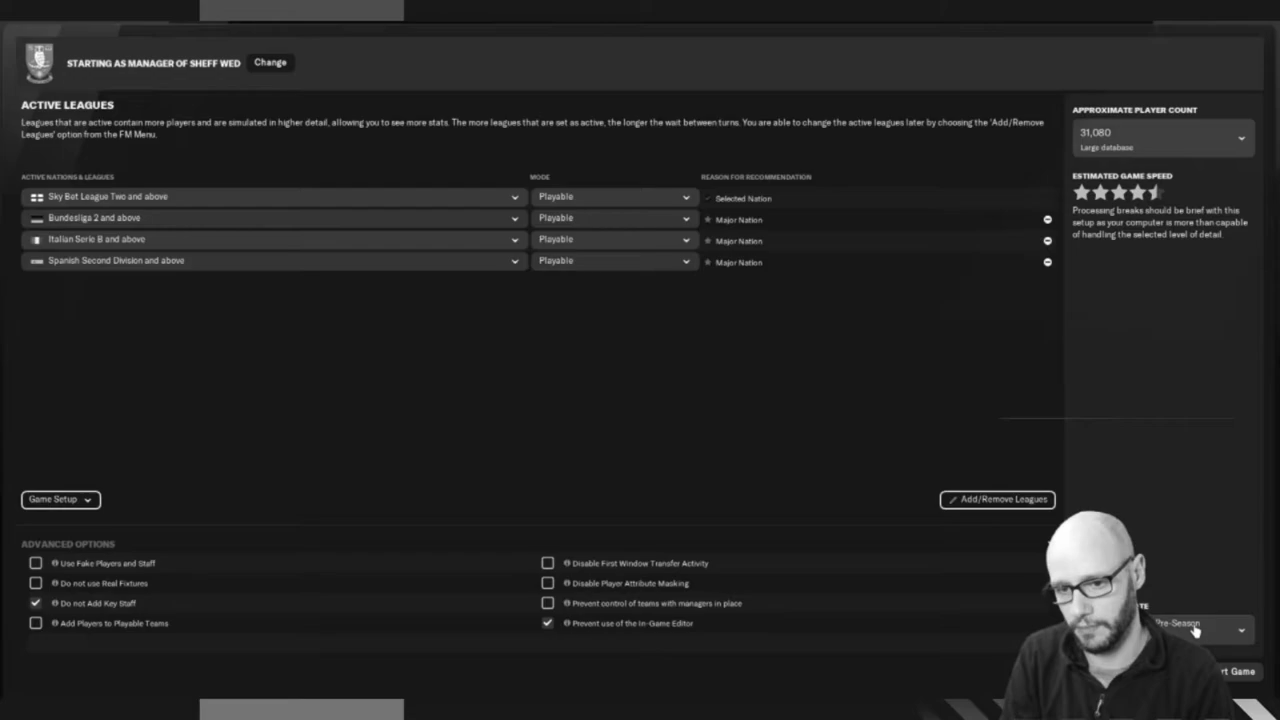 STARTING AS MANAGER OF SHEFF WED
Change
ACTIVE LEAGUES
Leagues that are active contain more players and are simulated in higher detail, allowing you to see more stats. The more leagues that are set as active, the longer the wait between turns. You are able to change the active leagues later by choosing the 'Add/Remove
Leagues' option from the FM Menu.
ACTIVE NATIONS & LEAGUES
MODE
REASON FOR RECOMMENDATION
Sky Bet League Two and above
Playable
Selected Nation
Bundesliga 2 and above
Playable
Major Nation
Italian Serie B and above
Playable
Major Nation
Spanish Second Division and above
Playable
Major Nation
APPROXIMATE PLAYER COUNT
31,080
Large database
ESTIMATED GAME SPEED
Processing breaks should be brief with this
setup as your computer is more than capable
of handling the selected level of detail.
Game Setup
Add/Remove Leagues
ADVANCED OPTIONS
Use Fake Players and Staff
Do not use Real Fixtures
Do not Add Key Staff
Add Players to Playable Teams
Disable First Window Transfer Activity
Disable Player Attribute Masking
Prevent control of teams with managers in place
Prevent use of the In-Game Editor
Pre-Season
Game